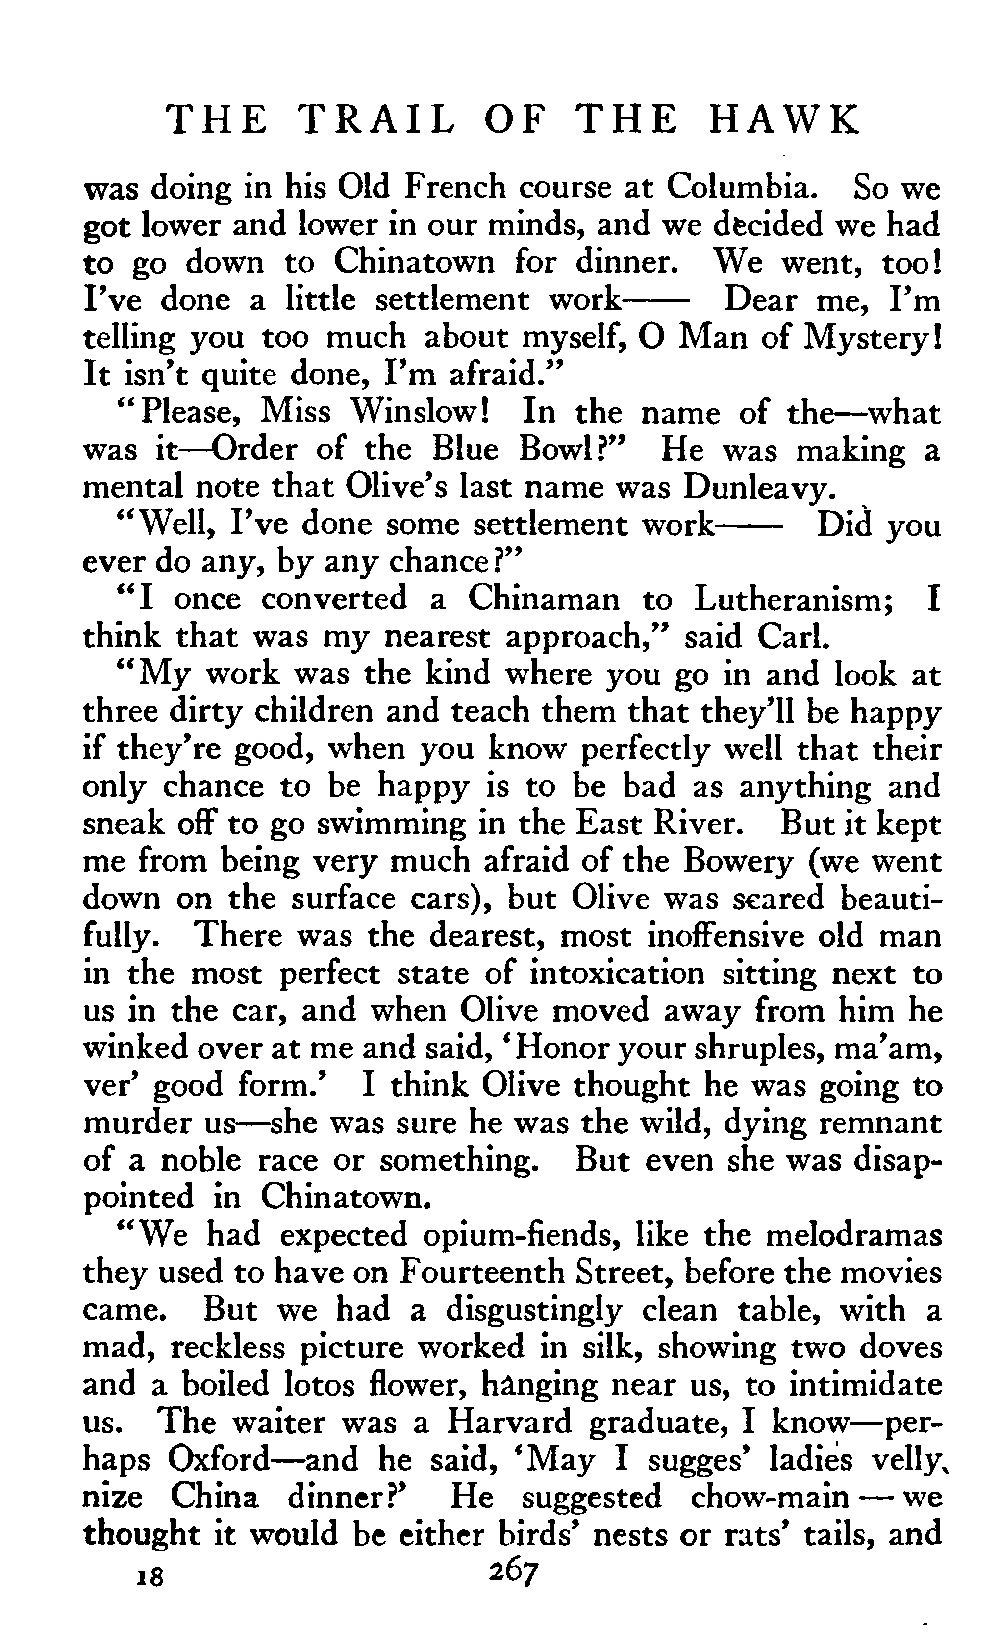 THE TRAIL OF THE HAWK
was doing in his Old French course at Columbia. So we
got lower and lower in our minds, and we decided we had
to go down to Chinatown for dinner. We went, too!
I've done a little settlement work—— Dear me, I'm
telling you too much about myself, O Man of Mystery!
It isn't quite done, I'm afraid."
"Please, Miss Winslow! In the name of the—what
was it—Order of the Blue Bowl?" He was making a
mental note that Olive's last name was Dunleavy.
"Well, I've done some settlement work—— Did you
ever do any, by any chance?"
"I once converted a Chinaman to Lutheranism; I
think that was my nearest approach," said Carl.
"My work was the kind where you go in and look at
three dirty children and teach them that they'll be happy
if they're good, when you know perfectly well that their
only chance to be happy is to be bad as anything and
sneak off to go swimming in the East River. But it kept
me from being very much afraid of the Bowery (we went
down on the surface cars), but Olive was scared beauti-
fully. There was the dearest, most inoffensive old man
in the most perfect state of intoxication sitting next to
us in the car, and when Olive moved away from him he
winked over at me and said, 'Honor your shruples, ma'am,
ver' good form.' I think Olive thought he was going to
murder us—she was sure he was the wild, dying remnant
of a noble race or something. But even she was disap-
pointed in Chinatown.
"We had expected opium-fiends, like the melodramas
they used to have on Fourteenth Street, before the movies
came. But we had a disgustingly clean table, with a
mad, reckless picture worked in silk, showing two doves
and a boiled lotos flower, hanging near us, to intimidate
us. The waiter was a Harvard graduate, I know—per-
haps Oxford—and he said, 'May I sugges' ladies velly
nize China dinner?' He suggested chow-main—we
thought it would be either birds' nests or rats' tails, and
18 267